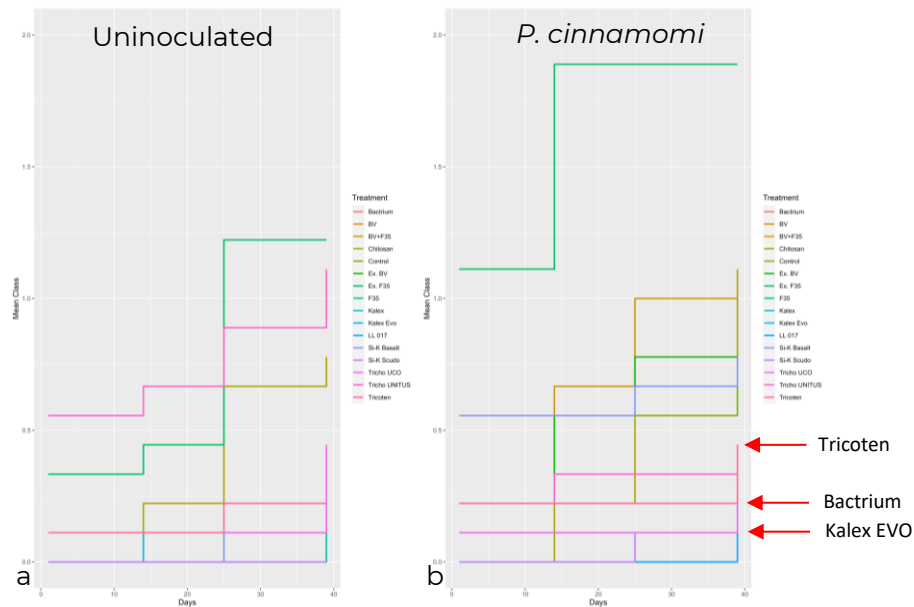 Uninoculated
2.0
1.5
1.0
0.5
0.0
Mean Class
0
10
20
30
40
Days
a
Treatment
Bactrium
BV
BV+F35
Chitosan
Control
Ex. BV
Ex. F35
F35
Kalex
Kalex Evo
LL 017
Si-K Basalt
Si-K Scudo
Tricho UCO
Tricho UNITUS
Tricoten
P. cinnamomi
2.0
1.5
1.0
0.5
0.0
Mean Class
0
10
20
30
40
Days
b
Treatment
Bactrium
BV
BV+F35
Chitosan
Control
Ex. BV
Ex. F35
F35
Kalex
Kalex Evo
LL 017
Si-K Basalt
Si-K Scudo
Tricho UCO
Tricho UNITUS
Tricoten
Tricoten
Bactrium
Kalex EVO